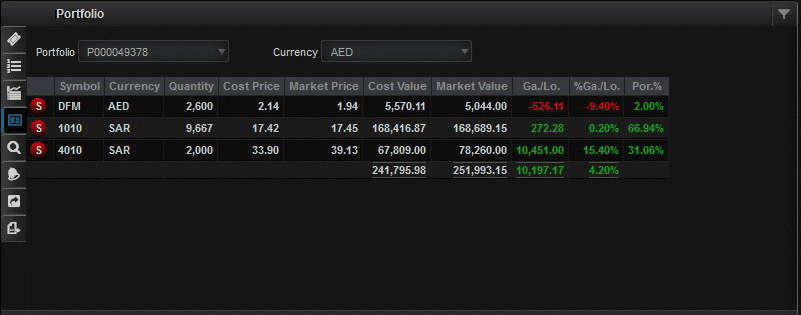 Portfolio
Portfolio P000049378 Currency AED
Symbol Currency Quantity Cost Price Market Price Cost Value Market Value Ga./Lo. %Ga./Lo. Por.%
S DFM AED 2,600 2.14 1.94 5,570.11 5,044.00 -526.11 -9.40% 2.00%
S 1010 SAR 9,667 17.42 17.45 168,416.87 168,689.15 272.28 0.20% 66.94%
S 4010 SAR 2,000 33.90 39.13 67,809.00 78,260.00 10,451.00 15.40% 31.06%
241,795.98 251,993.15 10,197.17 4.20%